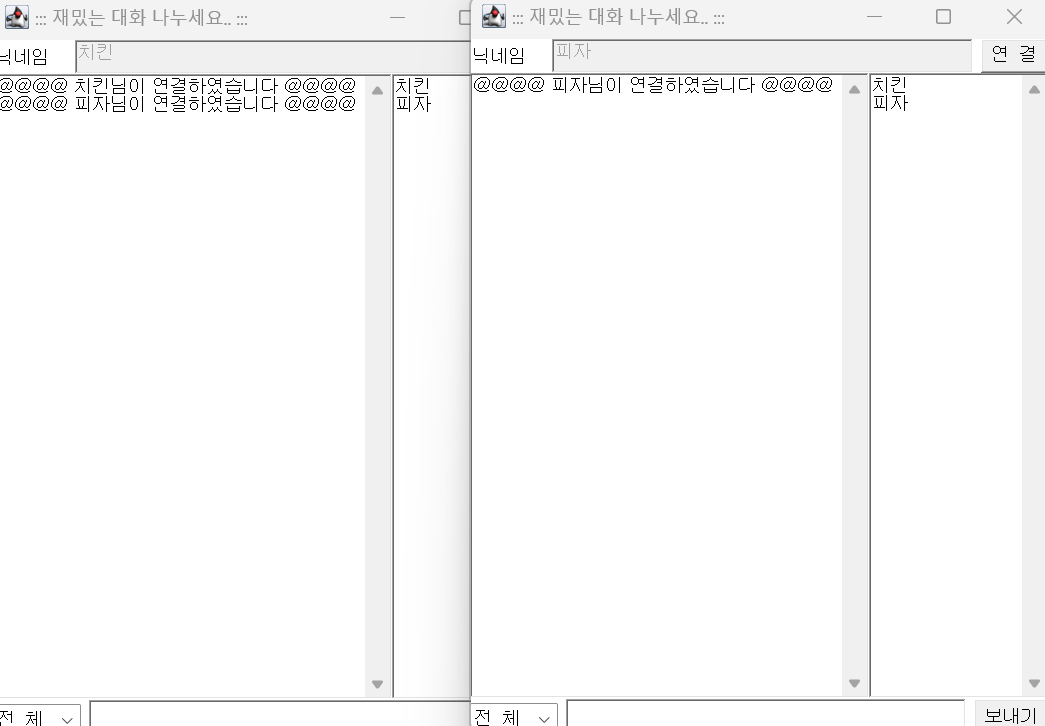 ::: 재밌는 대화 나누세요.. :::
닉네임 치킨
@@@@ 치킨님이 연결하였습니다 @@@@
@@@@ 피자님이 연결하였습니다 @@@@
치킨
피자
전 체
::: 재밌는 대화 나누세요.. :::
닉네임 피자 연 결
@@@@ 피자님이 연결하였습니다 @@@@
치킨
피자
전 체 보내기